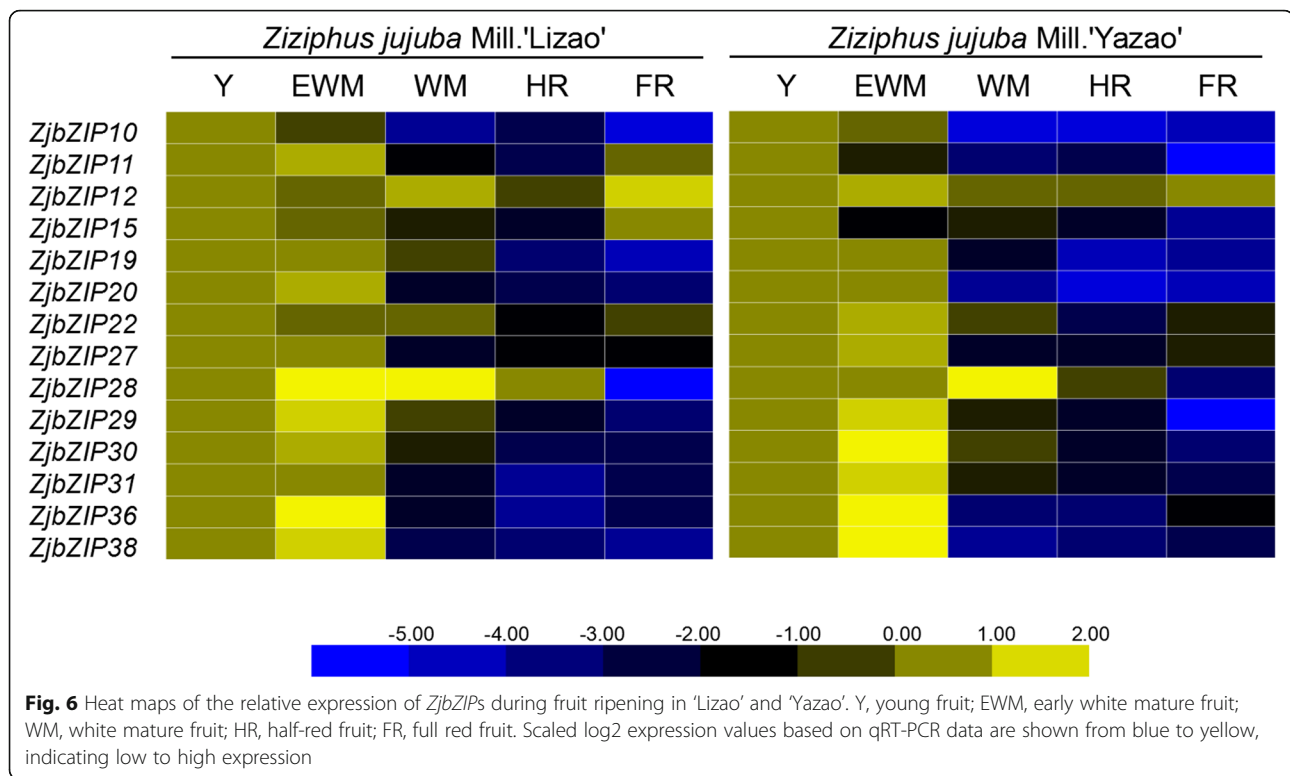 Ziziphus jujuba Mill.'Lizao' Ziziphus jujuba Mill.'Yazao'
Y EWM WM HR FR Y EWM WM HR FR
ZjbZIP10
ZjbZIP11
ZjbZIP12
ZjbZIP15
ZjbZIP19
ZjbZIP20
ZjbZIP22
ZjbZIP27
ZjbZIP28
ZjbZIP29
ZjbZIP30
ZjbZIP31
ZjbZIP36
ZjbZIP38
-5.00 -4.00 -3.00 -2.00 -1.00 0.00 1.00 2.00
Fig. 6 Heat maps of the relative expression of ZjbZIPs during fruit ripening in ‘Lizao’ and ‘Yazao’. Y, young fruit; EWM, early white mature fruit;
WM, white mature fruit; HR, half-red fruit; FR, full red fruit. Scaled log2 expression values based on qRT-PCR data are shown from blue to yellow,
indicating low to high expression